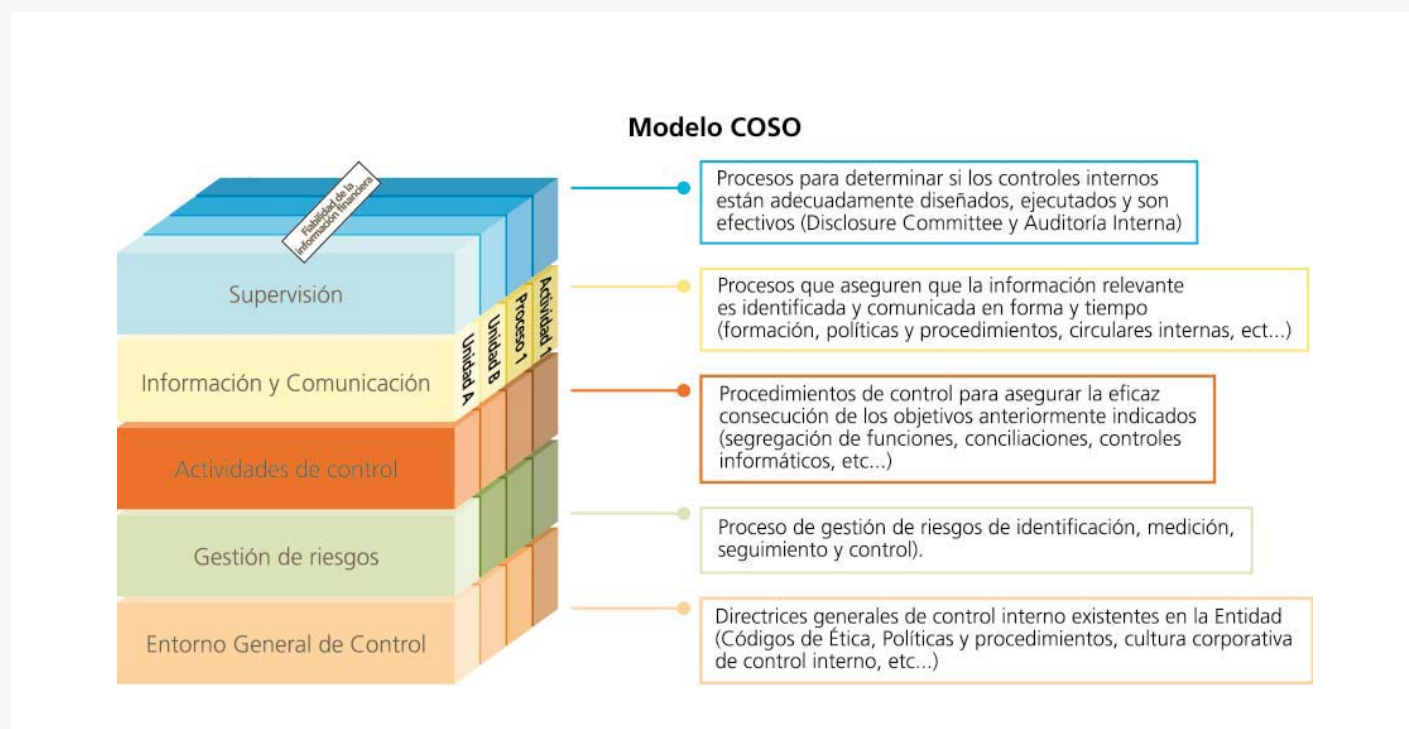 Modelo COSO
Fiabilidad de la
información financiera
Supervisión
Información y Comunicación
Actividades de control
Gestión de riesgos
Entorno General de Control
Unidad A
Unidad B
Proceso 1
Actividad 1
Procesos para determinar si los controles internos
están adecuadamente diseñados, ejecutados y son
efectivos (Disclosure Committee y Auditoría Interna)
Procesos que aseguren que la información relevante
es identificada y comunicada en forma y tiempo
(formación, políticas y procedimientos, circulares internas, ect...)
Procedimientos de control para asegurar la eficaz
consecución de los objetivos anteriormente indicados
(segregación de funciones, conciliaciones, controles
informáticos, etc...)
Proceso de gestión de riesgos de identificación, medición,
seguimiento y control).
Directrices generales de control interno existentes en la Entidad
(Códigos de Ética, Políticas y procedimientos, cultura corporativa
de control interno, etc...)